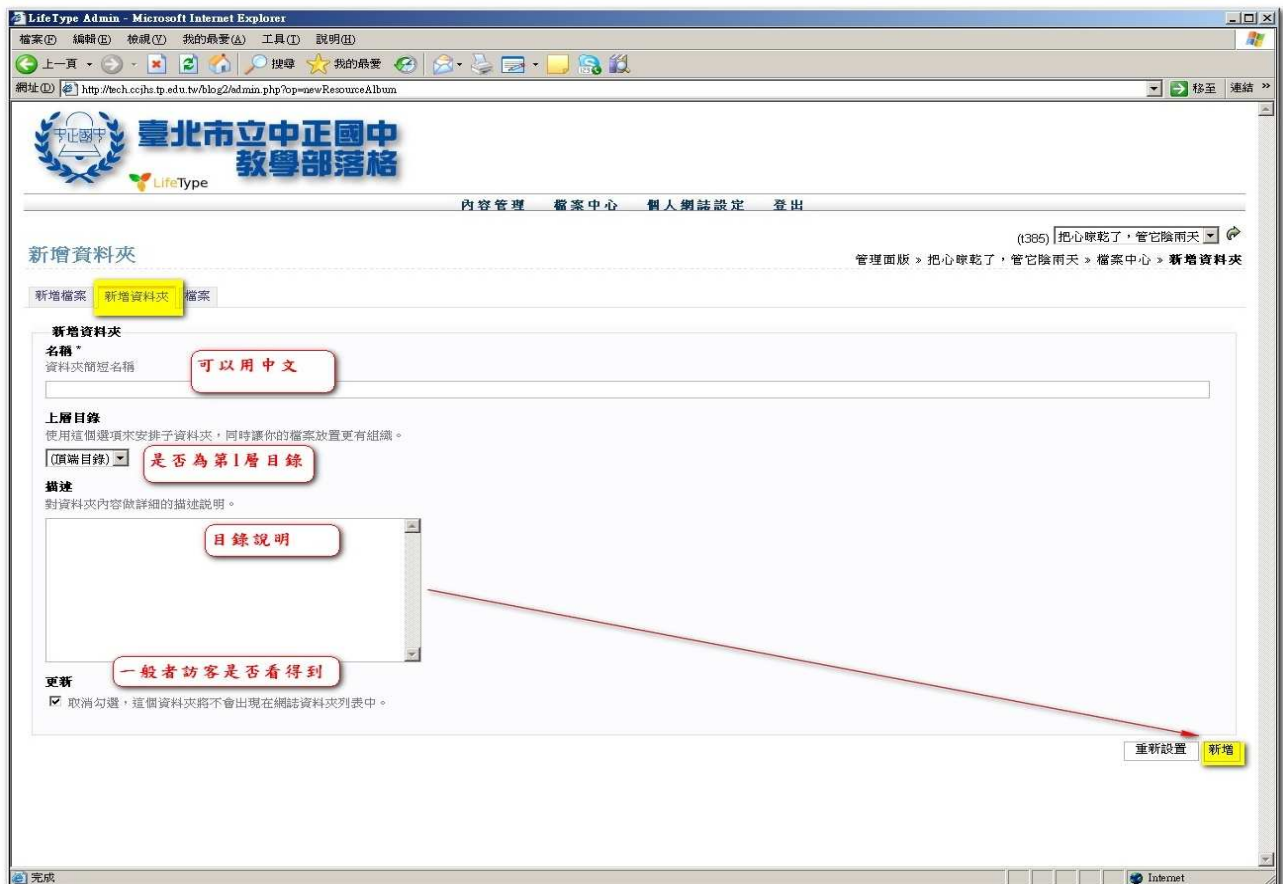 LifeType Admin - Microsoft Internet Explorer
檔案(F) 編輯(E) 檢視(V) 我的最愛(A) 工具(T) 說明(H)
上一頁 搜尋 我的最愛
網址(D) http://tech.ccjhs.tp.edu.tw/blog2/admin.php?op=newResourceAlbum 移至 連結 »
中正國中
臺北市立中正國中
教學部落格
LifeType
內容管理 檔案中心 個人網誌設定 登出
(t385) 把心晾乾了，管它陰雨天
新增資料夾
管理面版 » 把心晾乾了，管它陰雨天 » 檔案中心 » 新增資料夾
新增檔案 新增資料夾 檔案
新增資料夾
名稱 *
資料夾簡短名稱
可以用中文
上層目錄
使用這個選項來安排子資料夾，同時讓你的檔案放置更有組織。
(頂端目錄)
是否為第1層目錄
描述
對資料夾內容做詳細的描述說明。
目錄說明
一般者訪客是否看得到
更新
取消勾選，這個資料夾將不會出現在網誌資料夾列表中。
重新設置 新增
完成 Internet